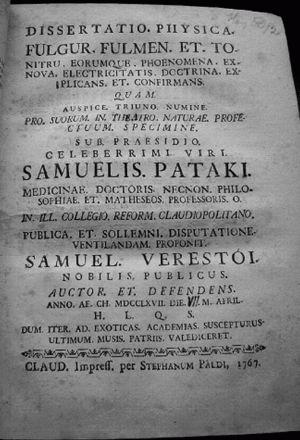 DISSERTATIO. PHYSICA.
FULGUR. FULMEN. ET. TO-
NITRU. EORUMQUE. PHOENOMENA. EX.
NOVA. ELECTRICITATIS. DOCTRINA. EX-
PLICANS. ET. CONFIRMANS.
QUAM.
AUSPICE. TRIUNO. NUMINE.
PRO. SUORUM. IN. THEATRO. NATURAE. PROFE-
CTUUM. SPECIMINE.
SUB. PRAESIDIO.
CELEBERRIMI. VIRI.
SAMUELIS. PATAKI.
MEDICINAE. DOCTORIS. NECNON. PHILO-
SOPHIAE. ET. MATHESEOS. PROFESSORIS. O.
IN. ILL. COLLEGIO. REFORM. CLAUDIOPOLITANO.
PUBLICA. ET. SOLLEMNI. DISPUTATIONE.
VENTILANDAM. PROPONIT.
SAMUEL. VERESTÓI.
NOBILIS. PUBLICUS.
AUCTOR. ET. DEFENDENS.
ANNO. AE. CH. MDCCLXVII. DIE. VII. M. APRIL.
H. L. Q. S.
DUM. ITER. AD. EXOTICAS. ACADEMIAS. SUSCEPTURUS.
ULTIMUM. MUSIS. PATRIIS. VALEDICERET.
CLAUD. Impress. per STEPHANUM PÁLDI, 1767.